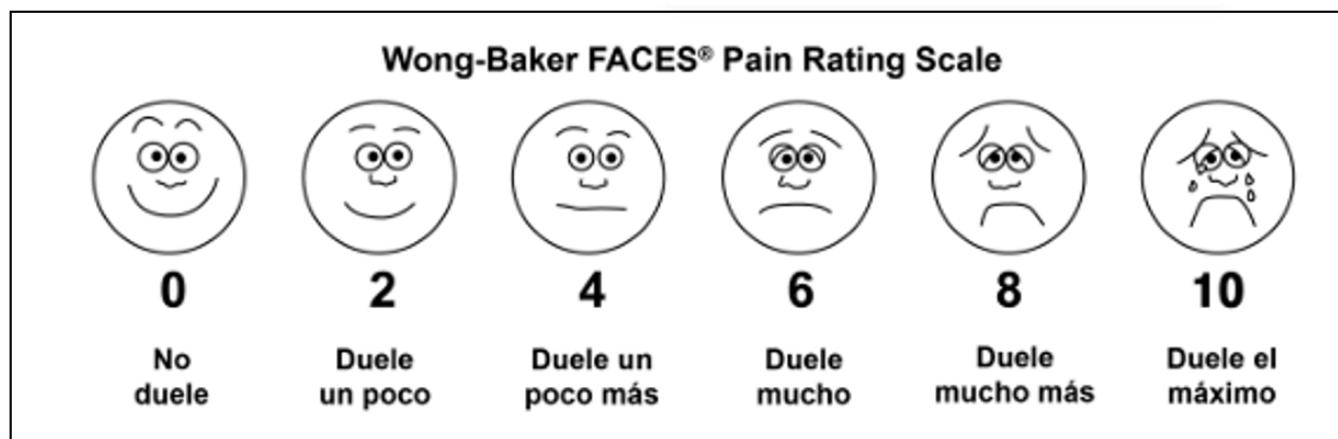 Wong-Baker FACES® Pain Rating Scale
0
2
4
6
8
10
No
duele
Duele
un poco
Duele un
poco más
Duele
mucho
Duele
mucho más
Duele el
máximo